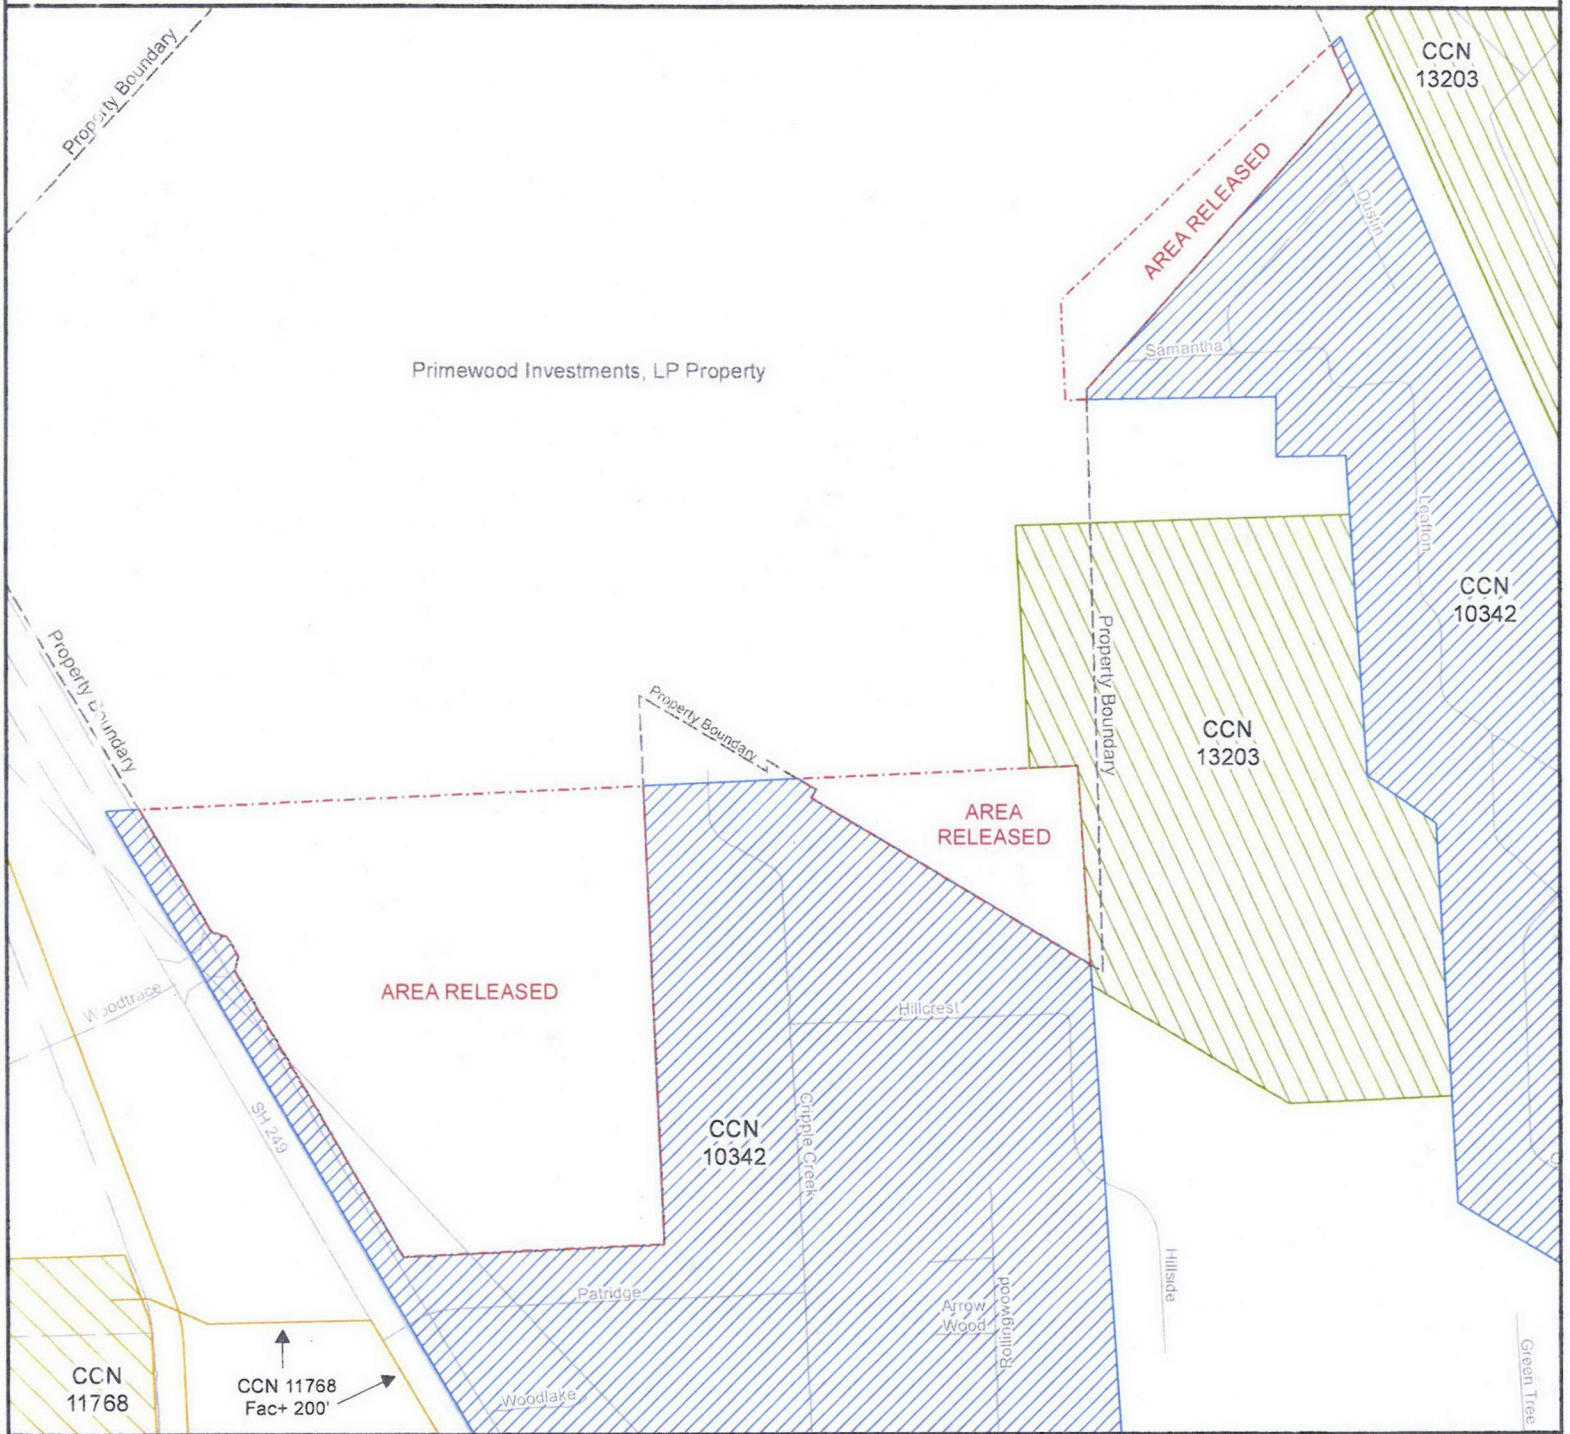 Property Boundary
CCN
13203
AREA RELEASED
Dustin
Samantha
Primewood Investments, LP Property
Leafton
CCN
10342
Property Boundary
Property Boundary
Property Boundary
CCN
13203
AREA
RELEASED
AREA RELEASED
Woodtrace
Hillcrest
SH 249
Cripple Creek
CCN
10342
Hillside
Patridge
Arrow
Wood
Rollingwood
Green Tree
CCN
11768
CCN 11768
Fac+ 200'
Woodlake